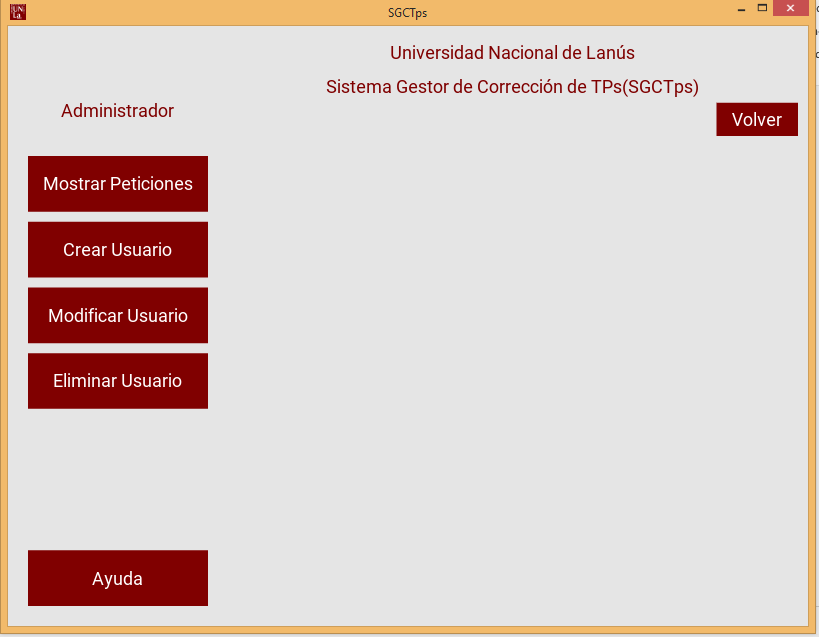 SGCTps
Universidad Nacional de Lanús
Sistema Gestor de Corrección de TPs(SGCTps)
Administrador
Volver
Mostrar Peticiones
Crear Usuario
Modificar Usuario
Eliminar Usuario
Ayuda